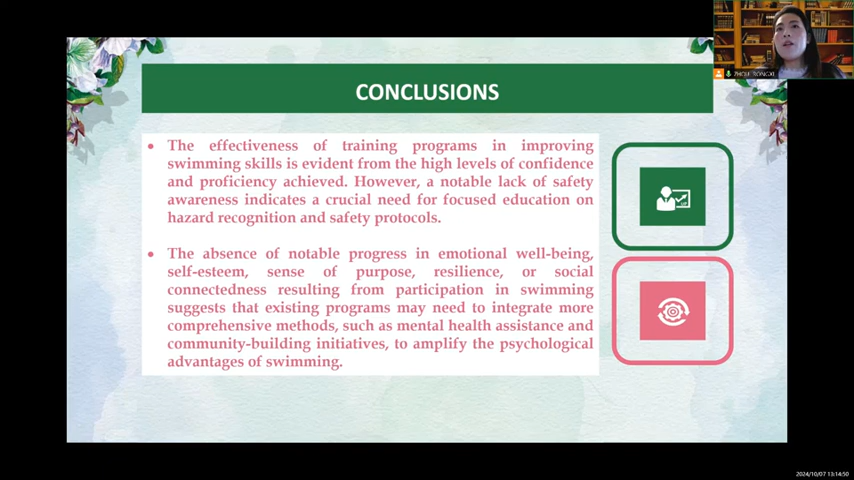 CONCLUSIONS
• The effectiveness of training programs in improving
swimming skills is evident from the high levels of confidence
and proficiency achieved. However, a notable lack of safety
awareness indicates a crucial need for focused education on
hazard recognition and safety protocols.
• The absence of notable progress in emotional well-being,
self-esteem, sense of purpose, resilience, or social
connectedness resulting from participation in swimming
suggests that existing programs may need to integrate more
comprehensive methods, such as mental health assistance and
community-building initiatives, to amplify the psychological
advantages of swimming.
2024/10/07 13:14:50